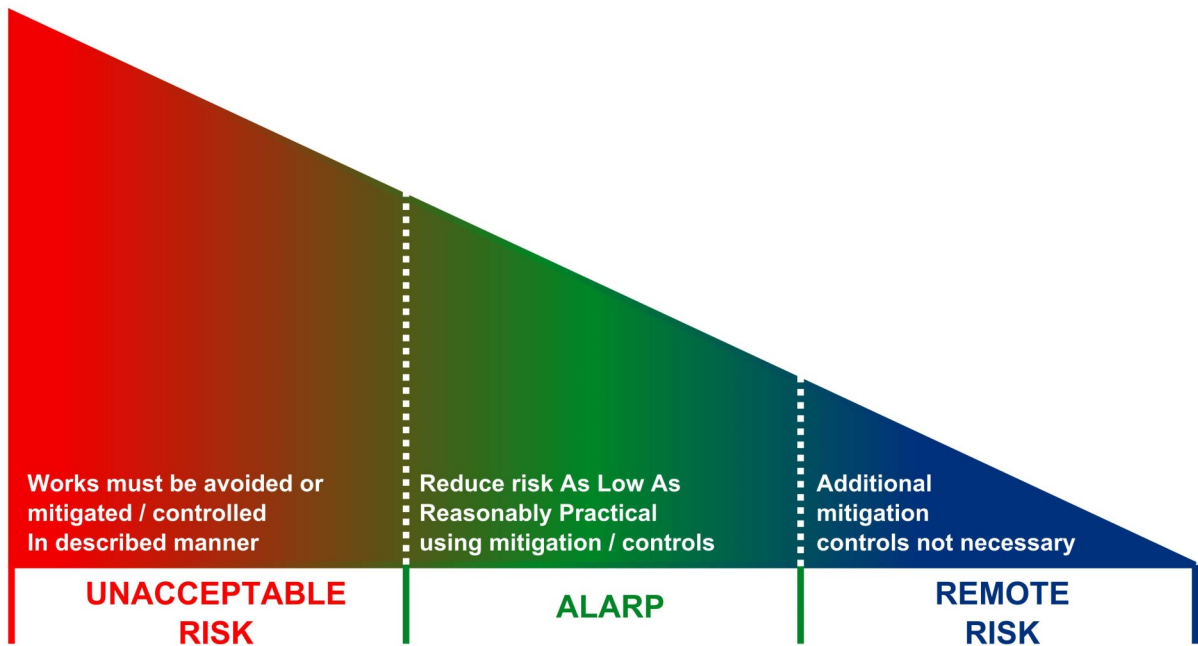 Works must be avoided or
mitigated / controlled
In described manner
Reduce risk As Low As
Reasonably Practical
using mitigation / controls
Additional
mitigation
controls not necessary
UNACCEPTABLE
RISK
ALARP
REMOTE
RISK